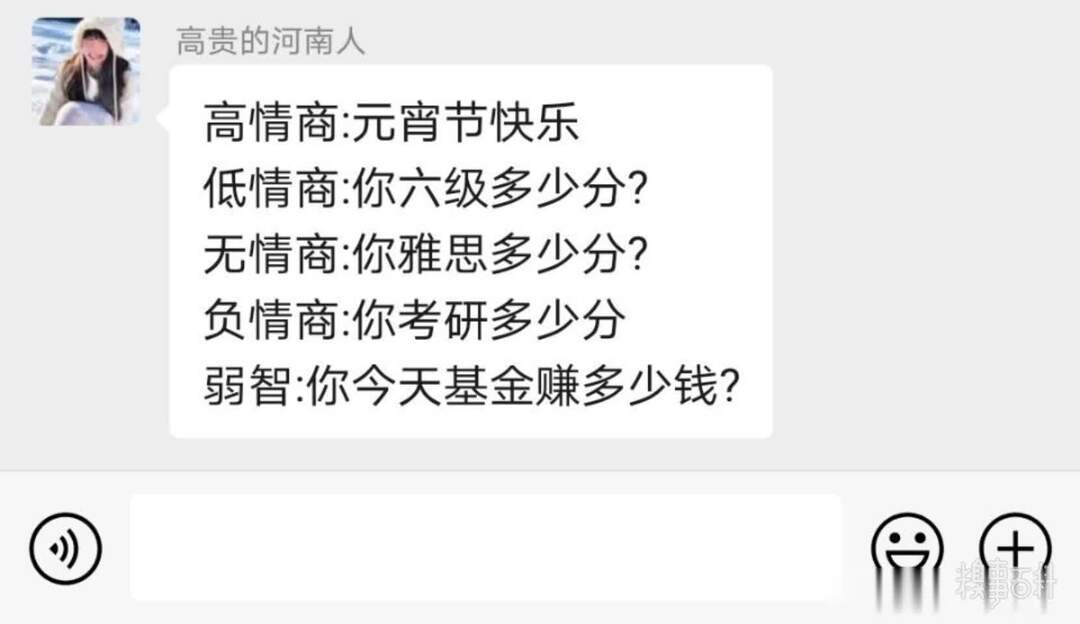 高贵的河南人
高情商:元宵节快乐
低情商:你六级多少分?
无情商:你雅思多少分?
负情商:你考研多少分
弱智:你今天基金赚多少钱?
糗事百科